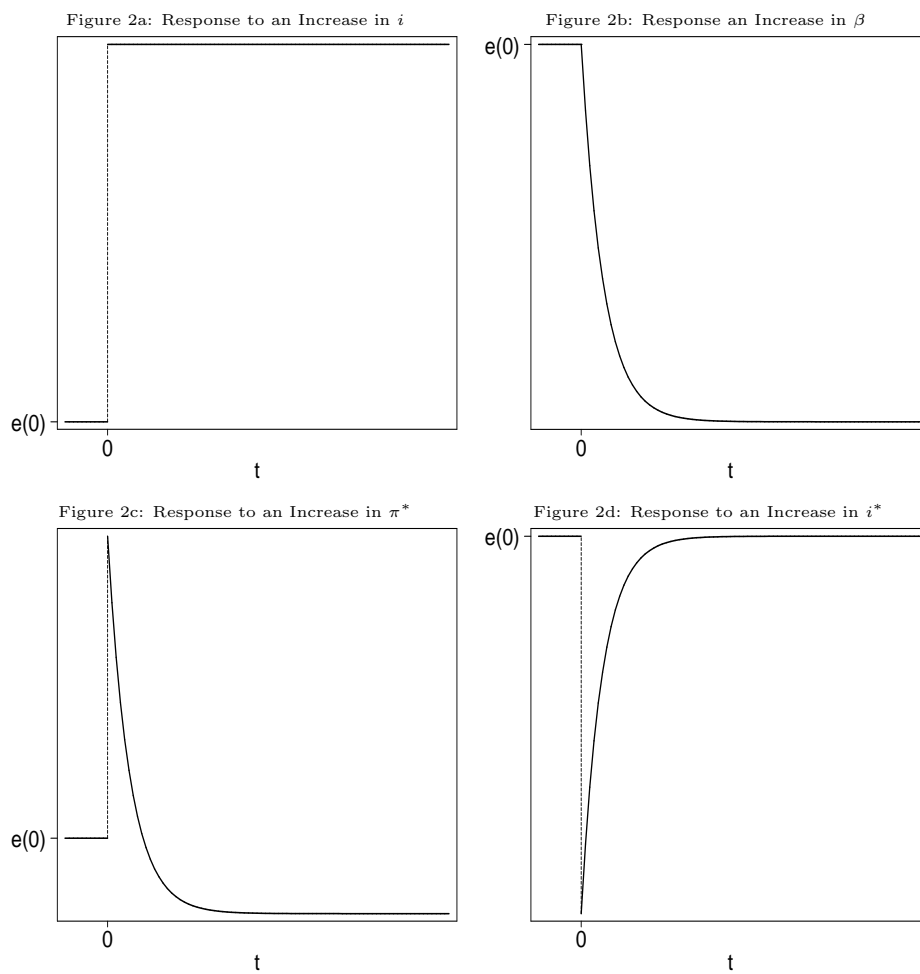 Figure 2a: Response to an Increase in i
e(0)
0
t
Figure 2b: Response an Increase in β
e(0)
0
t
Figure 2c: Response to an Increase in π*
e(0)
0
t
Figure 2d: Response to an Increase in i*
e(0)
0
t